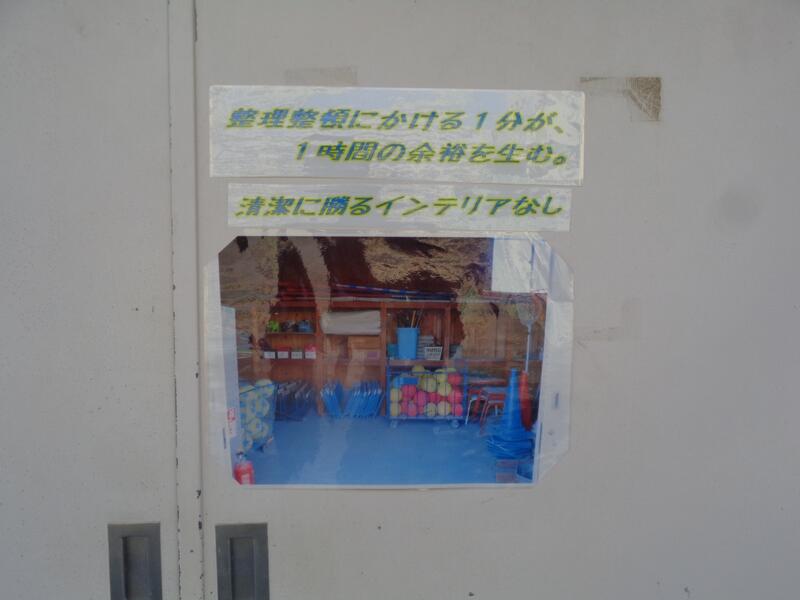 整理整頓にかける１分が、
１時間の余裕を生む。
清潔に勝るインテリアなし